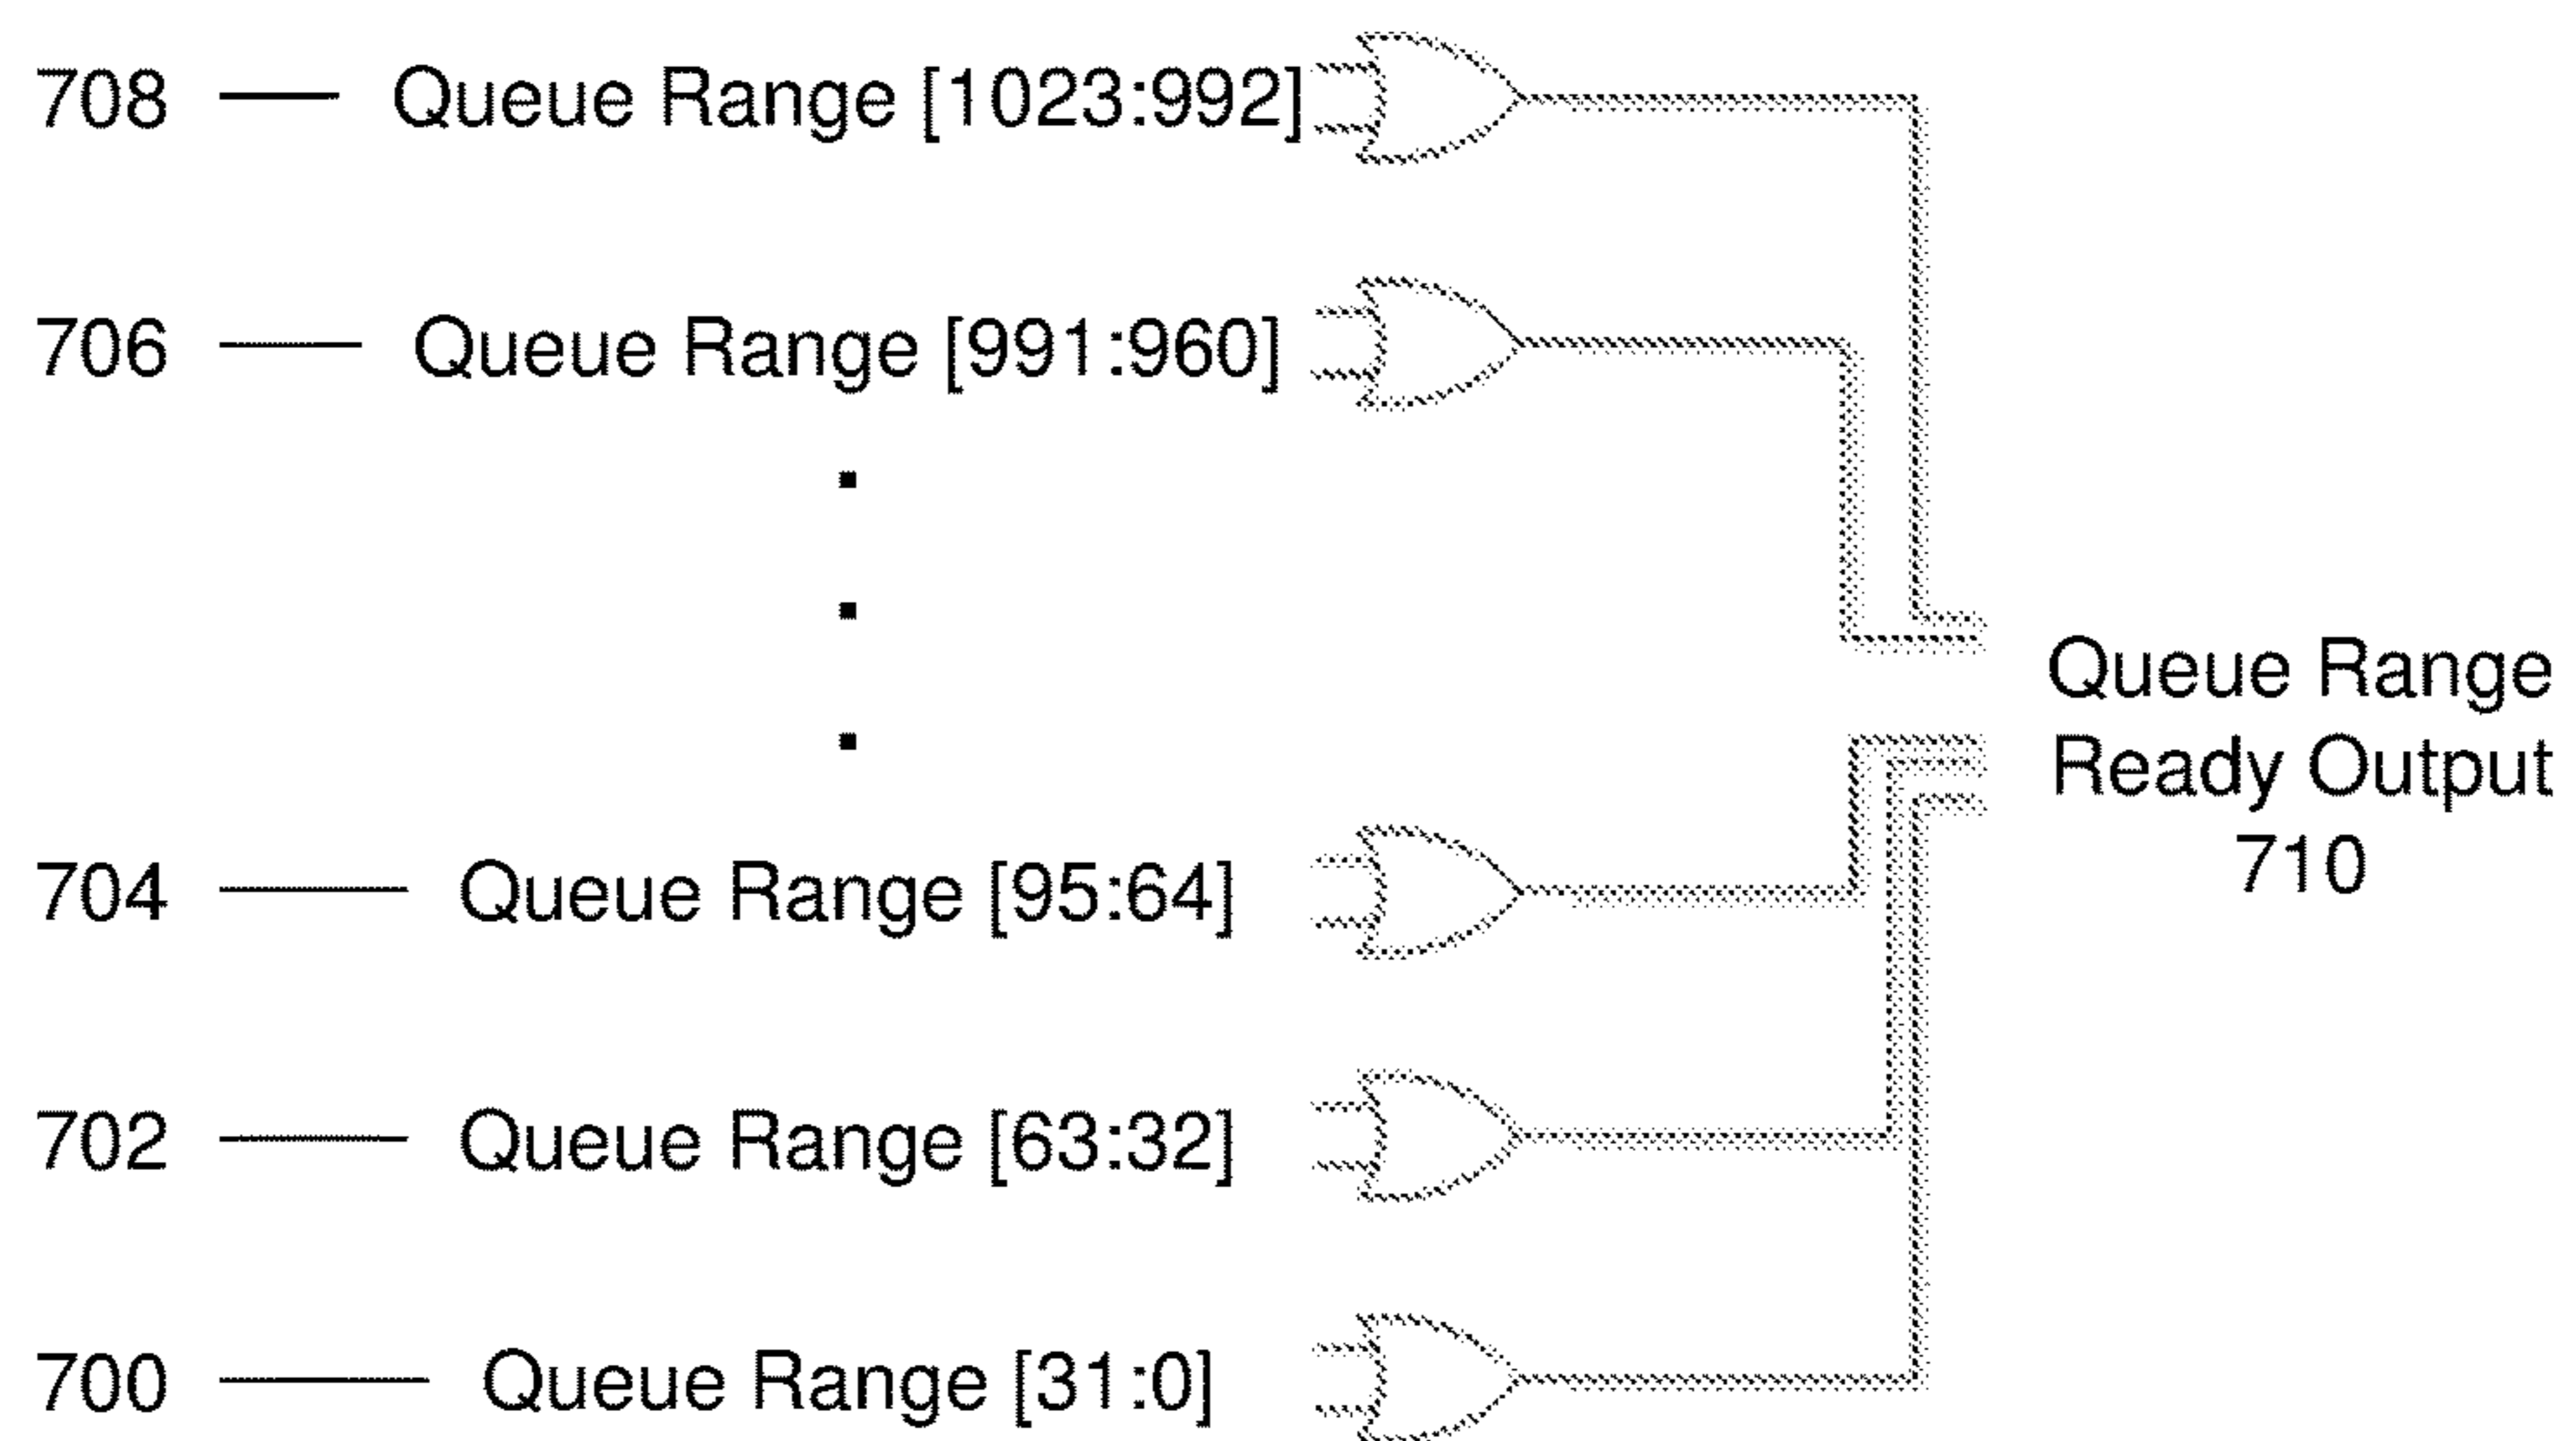 708 Queue Range [1023:992]
706 Queue Range [991:960]
Queue Range
Ready Output
710
704 Queue Range [95:64]
702 Queue Range [63:32]
700 Queue Range [31:0]